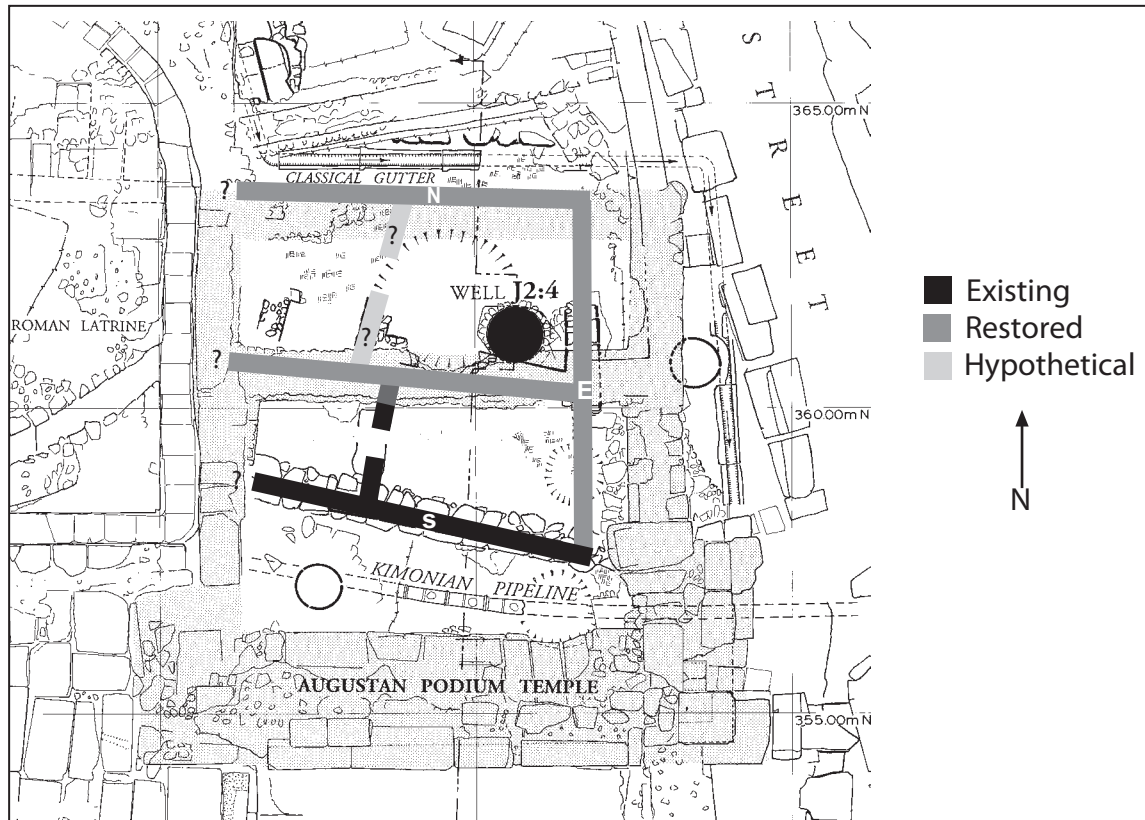 STREET
365.00m N
CLASSICAL GUTTER
?
N
?
WELL J2:4
ROMAN LATRINE
?
?
E
360.00m N
?
S
KIMONIAN PIPELINE
AUGUSTAN PODIUM TEMPLE
355.00m N
Existing
Restored
Hypothetical
N